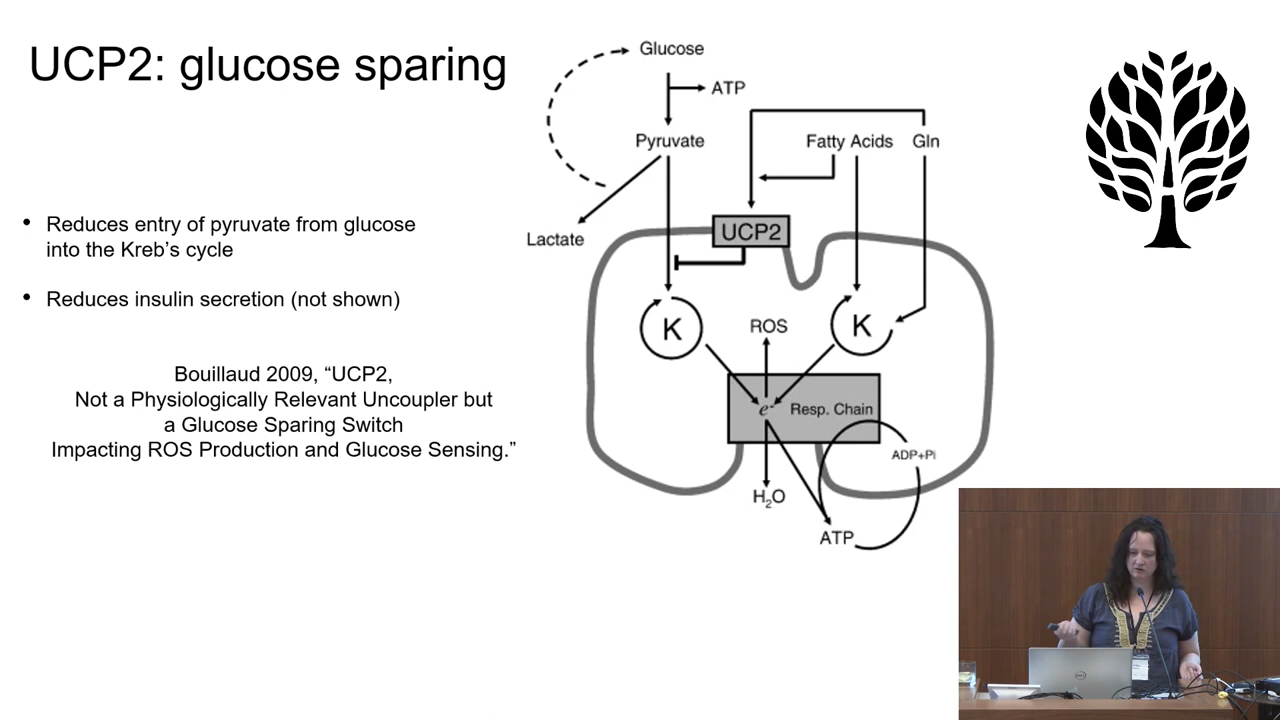 UCP2: glucose sparing
• Reduces entry of pyruvate from glucose
into the Kreb’s cycle
• Reduces insulin secretion (not shown)
Bouillaud 2009, “UCP2,
Not a Physiologically Relevant Uncoupler but
a Glucose Sparing Switch
Impacting ROS Production and Glucose Sensing.”
Glucose
ATP
Pyruvate
Fatty Acids
Gln
Lactate
UCP2
K
ROS
K
e-
Resp. Chain
ADP+Pi
H2O
ATP